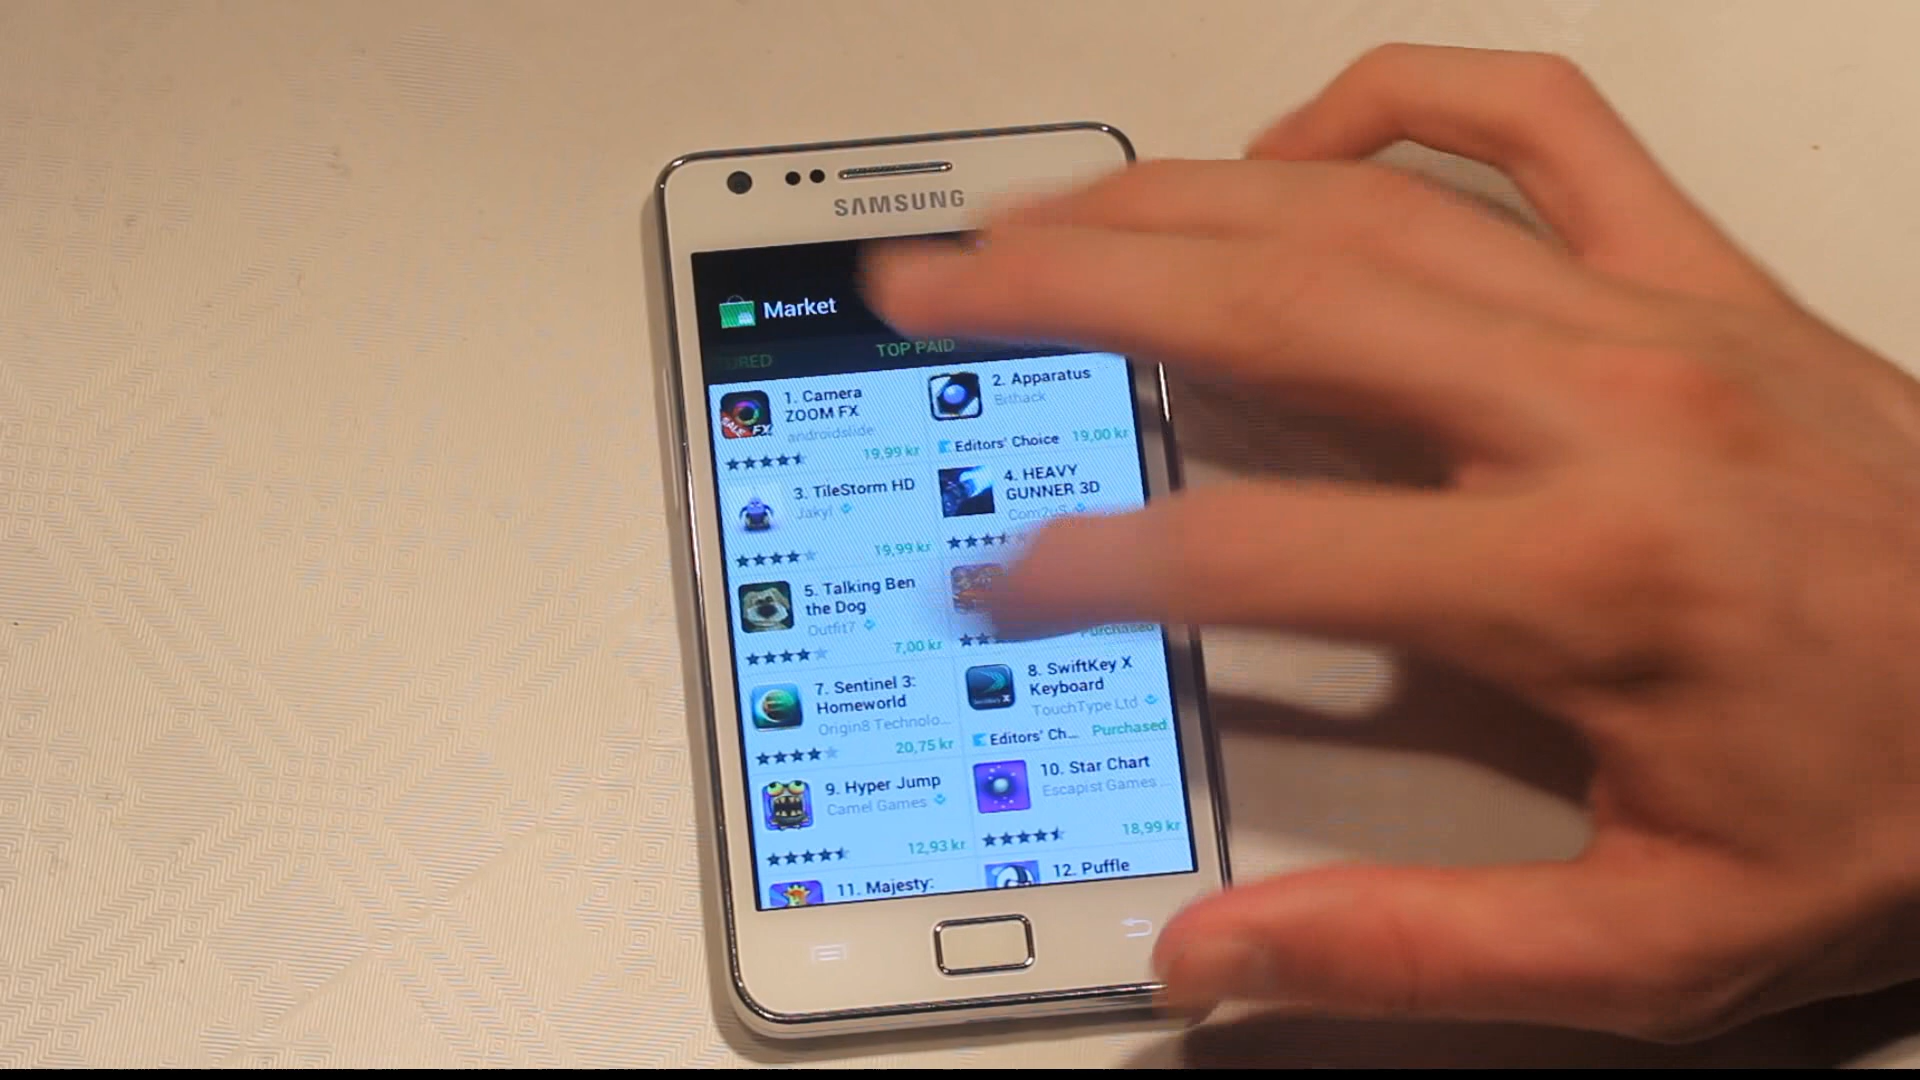 SAMSUNG
Market
TURED
TOP PAID
1. Camera
ZOOM FX
androidslide
19,99 kr
2. Apparatus
Bithack
Editors' Choice
19,00 kr
3. TileStorm HD
Jakyl
19,99 kr
4. HEAVY
GUNNER 3D
Com2uS
5. Talking Ben
the Dog
Outfit7
7,00 kr
Purchased
7. Sentinel 3:
Homeworld
Origin8 Technolo...
20,75 kr
8. SwiftKey X
Keyboard
TouchType Ltd
Editors' Ch...
Purchased
9. Hyper Jump
Camel Games
12,93 kr
10. Star Chart
Escapist Games ...
18,99 kr
11. Majesty:
12. Puffle